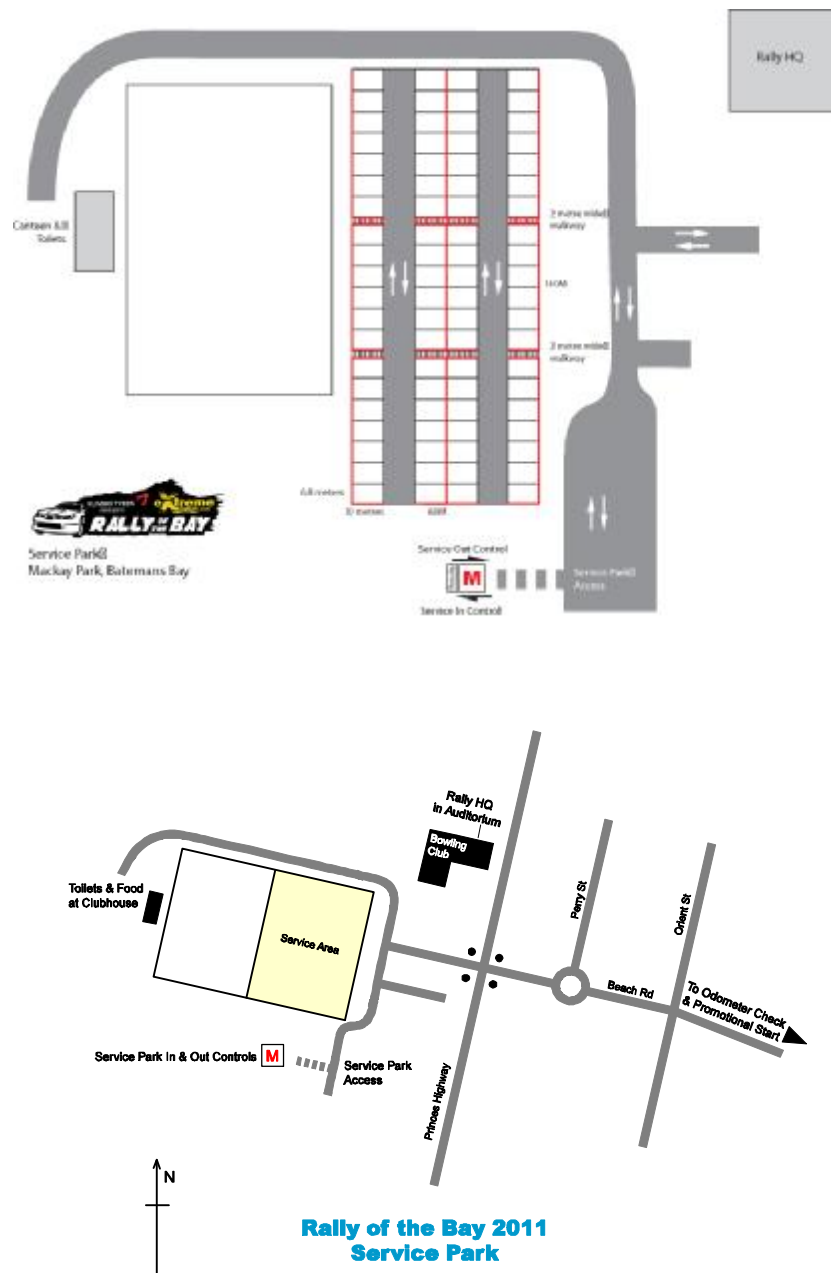 Rally HQ
Canteen &
Toilets
2 metre wide
walkway
140M
2 metre wide
walkway
6.8 meters
10 metres
RALLY OF THE BAY
Service Park
Mackay Park, Batemans Bay
Service Out Control
M
Service In Control
Service Park
Access
Rally HQ
in Auditorium
Bowling
Club
Toilets & Food
at Clubhouse
Service Area
Perry St
Orient St
Beach Rd
To Odometer Check
& Promotional Start
Service Park In & Out Controls
M
Service Park
Access
Princes Highway
N
Rally of the Bay 2011
Service Park